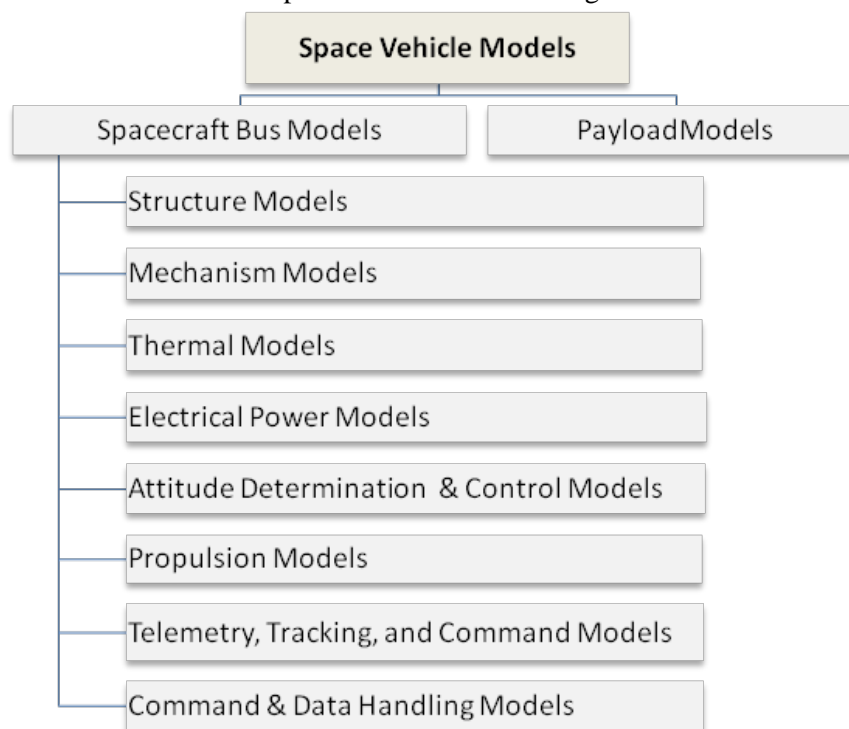 Space Vehicle Models
Spacecraft Bus Models
PayloadModels
Structure Models
Mechanism Models
Thermal Models
Electrical Power Models
Attitude Determination & Control Models
Propulsion Models
Telemetry, Tracking, and Command Models
Command & Data Handling Models